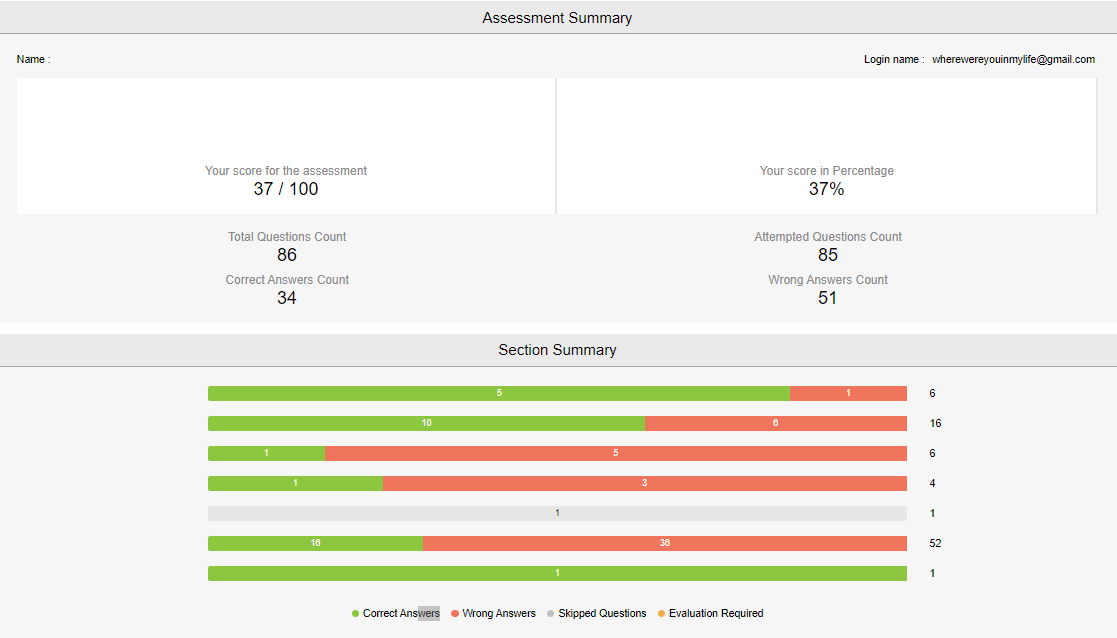 Assessment Summary
Name :
Login name : wherewereyouinmylife@gmail.com
Your score for the assessment
37 / 100
Your score in Percentage
37%
Total Questions Count
86
Attempted Questions Count
85
Correct Answers Count
34
Wrong Answers Count
51
Section Summary
5 1 6
10 6 16
1 5 6
1 3 4
1 1
16 36 52
1 1
Correct Answers Wrong Answers Skipped Questions Evaluation Required